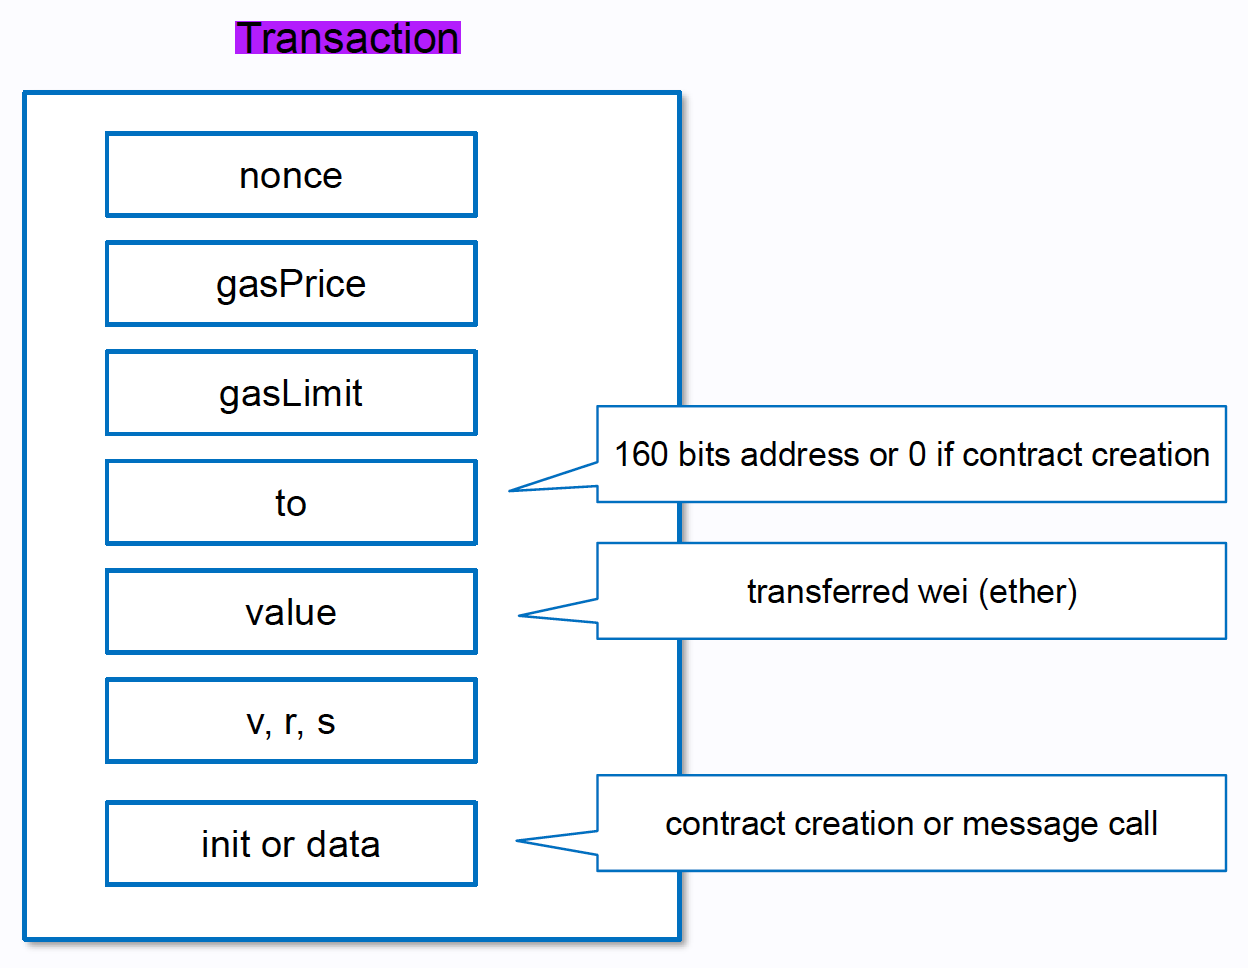 Transaction
nonce
gasPrice
gasLimit
160 bits address or 0 if contract creation
to
transferred wei (ether)
value
v, r, s
contract creation or message call
init or data